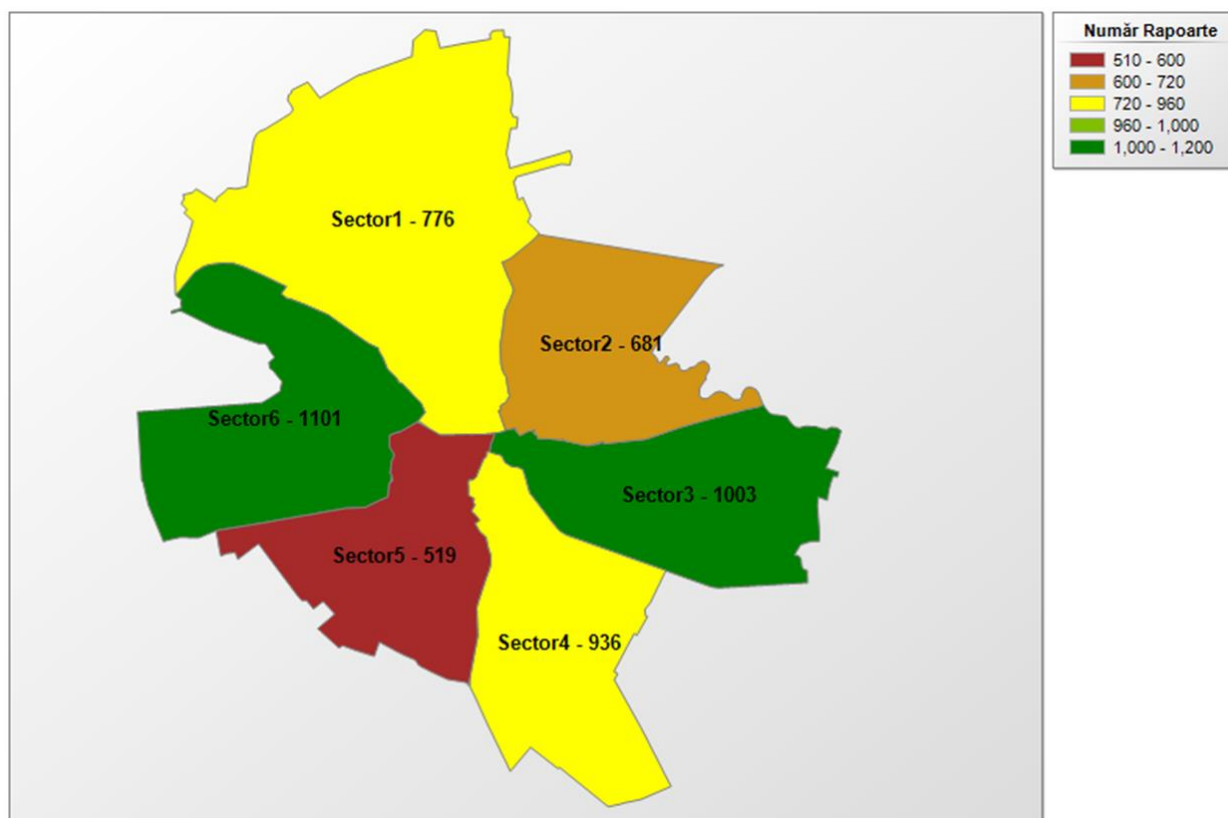 Număr Rapoarte
510 - 600
600 - 720
720 - 960
960 - 1,000
1,000 - 1,200
Sector1 - 776
Sector2 - 681
Sector6 - 1101
Sector3 - 1003
Sector5 - 519
Sector4 - 936